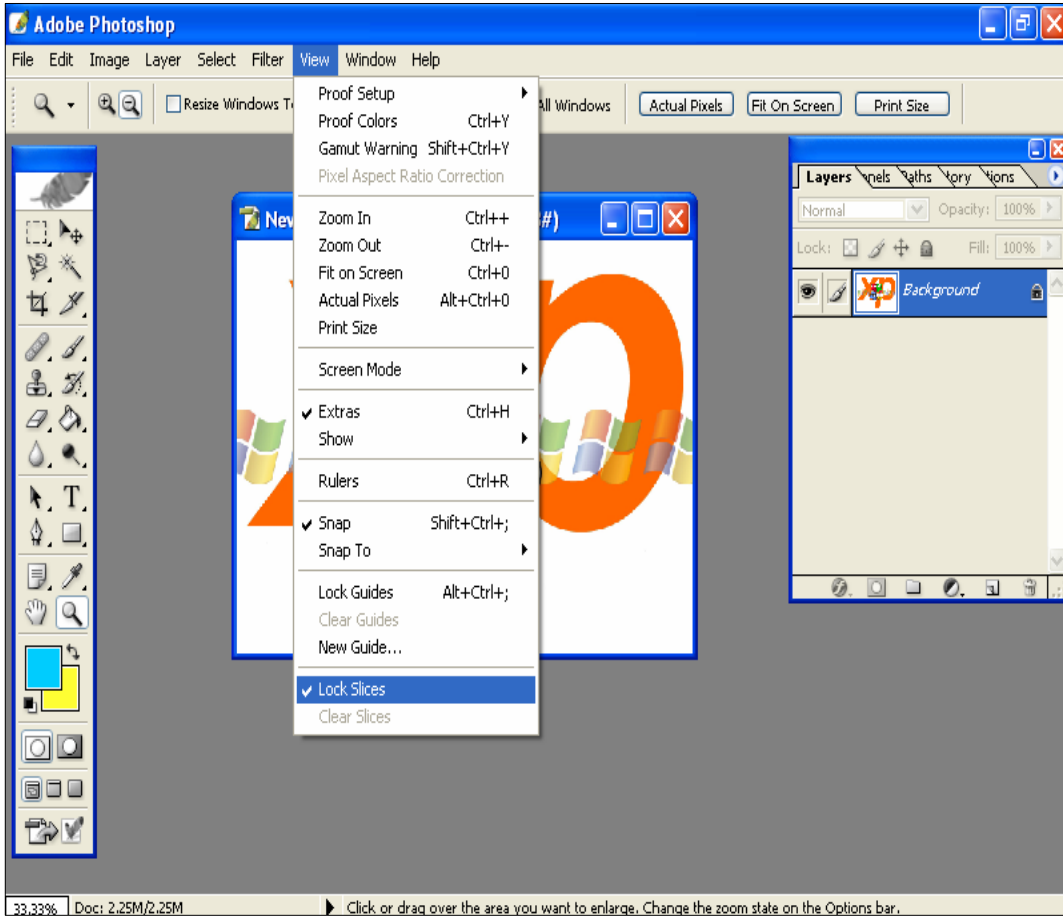 Adobe Photoshop
File Edit Image Layer Select Filter View Window Help
Resize Windows T All Windows Actual Pixels Fit On Screen Print Size
Proof Setup
Proof Colors Ctrl+Y
Gamut Warning Shift+Ctrl+Y
Pixel Aspect Ratio Correction
Zoom In Ctrl++
Zoom Out Ctrl+-
Fit on Screen Ctrl+0
Actual Pixels Alt+Ctrl+0
Print Size
Screen Mode
✓ Extras Ctrl+H
Show
Rulers Ctrl+R
✓ Snap Shift+Ctrl+;
Snap To
Lock Guides Alt+Ctrl+;
Clear Guides
New Guide...
✓ Lock Slices
Clear Slices
New #)
p
T
Layers nnels Paths tory tions
Normal Opacity: 100%
Lock: Fill: 100%
xp Background
33.33% Doc: 2.25M/2.25M Click or drag over the area you want to enlarge. Change the zoom state on the Options bar.